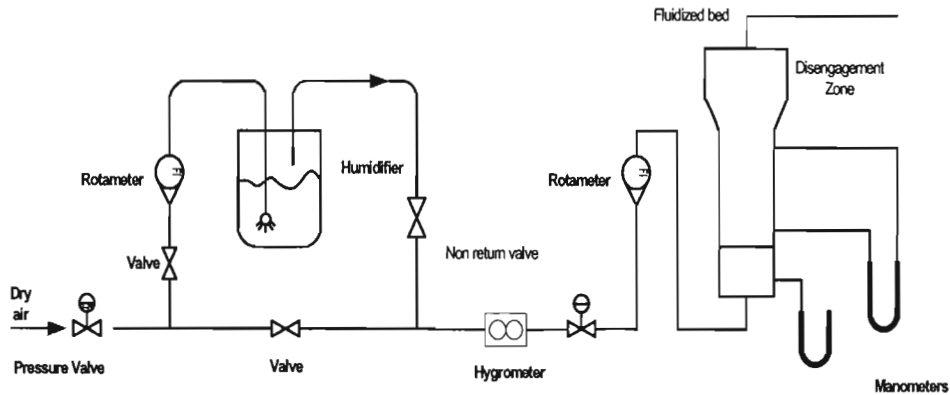 Fluidized bed
Disengagement
Zone
Rotameter
Humidifier
Rotameter
Valve
Non return valve
Dry
air
Pressure Valve
Valve
Hygrometer
Manometers